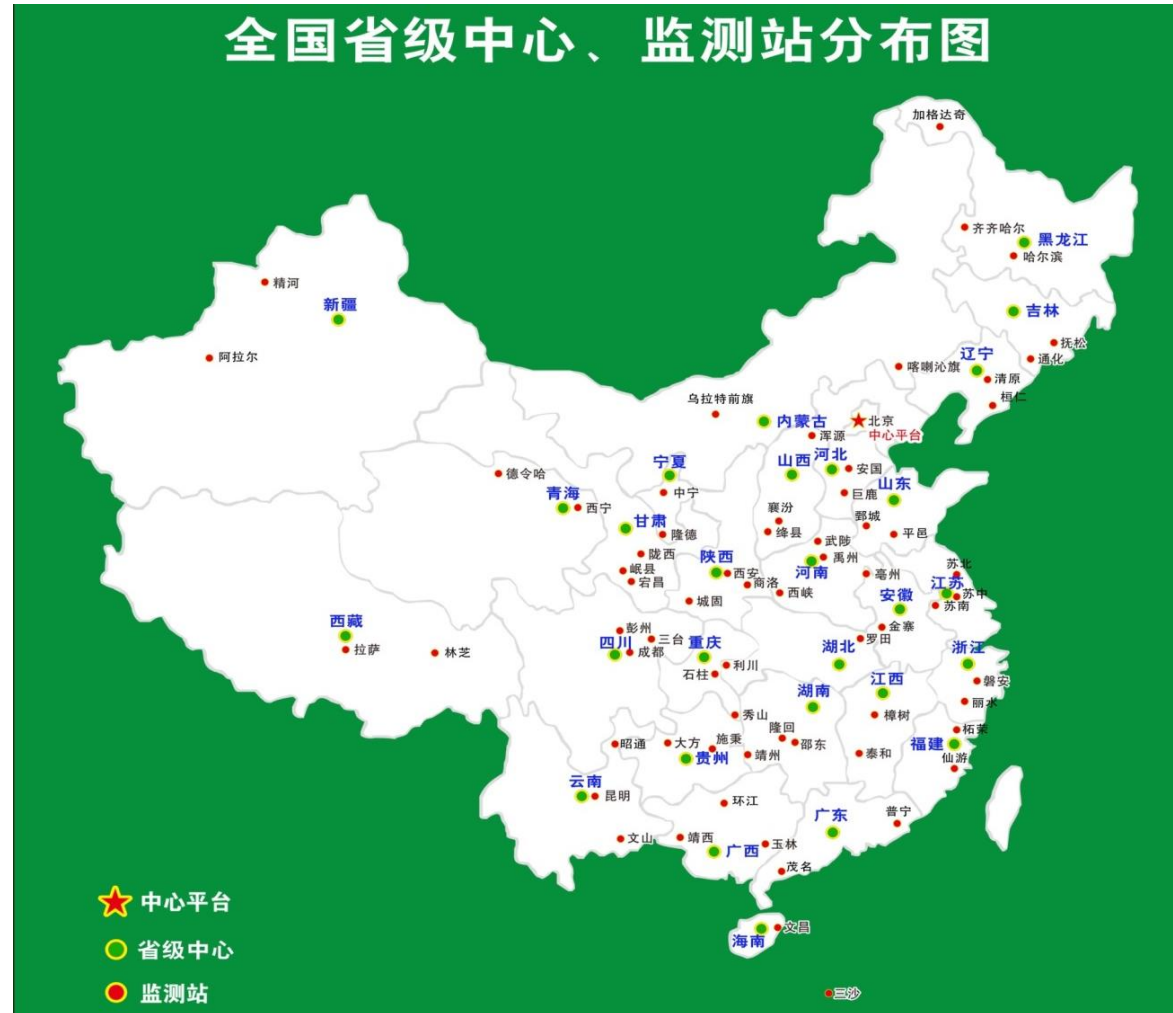 全国省级中心、监测站分布图
加格达奇
齐齐哈尔
黑龙江
哈尔滨
精河
新疆
吉林
抚松
阿拉尔
辽宁
通化
喀喇沁旗
清原
桓仁
乌拉特前旗
内蒙古
北京
中心平台
浑源
河北
山西
宁夏
安国
德令哈
山东
青海
中宁
巨鹿
西宁
襄汾
鄄城
甘肃
隆德
绛县
平邑
武陟
陇西
陕西
禹州
岷县
西安
河南
亳州
苏北
宕昌
商洛
西峡
江苏
苏中
安徽
城固
苏南
西藏
彭州
金寨
四川
三台
重庆
罗田
拉萨
林芝
成都
湖北
浙江
利川
石柱
江西
磐安
湖南
丽水
秀山
樟树
隆回
柘荣
昭通
大方
施秉
邵东
福建
贵州
靖州
泰和
仙游
云南
昆明
环江
广东
普宁
文山
靖西
广西
玉林
茂名
中心平台
文昌
海南
省级中心
监测站
三沙